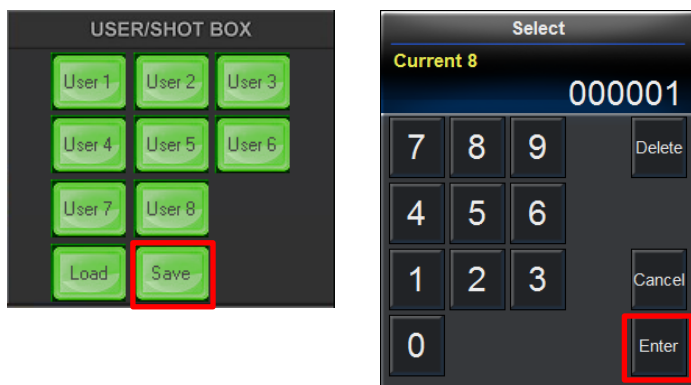 USER/SHOT BOX
User 1 User 2 User 3
User 4 User 5 User 6
User 7 User 8
Load Save
Select
Current 8
000001
7 8 9 Delete
4 5 6
1 2 3 Cancel
0 Enter